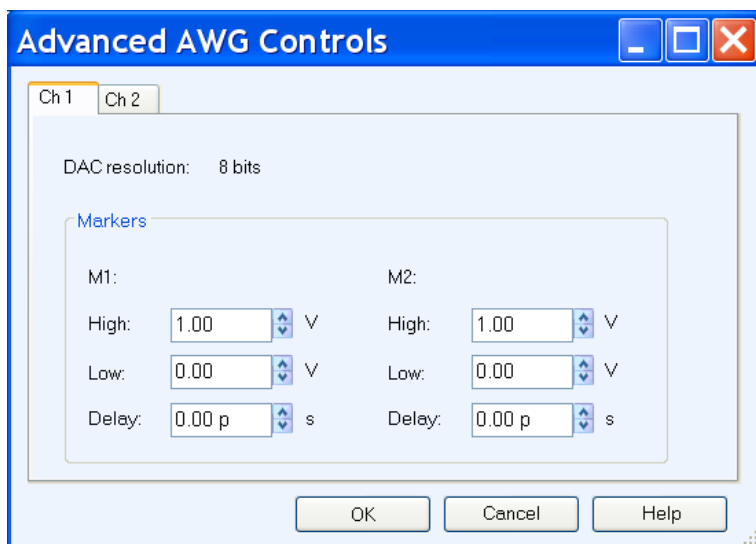 Advanced AWG Controls
Ch 1 Ch 2
DAC resolution: 8 bits
Markers
M1: M2:
High: 1.00 V High: 1.00 V
Low: 0.00 V Low: 0.00 V
Delay: 0.00 p s Delay: 0.00 p s
OK Cancel Help